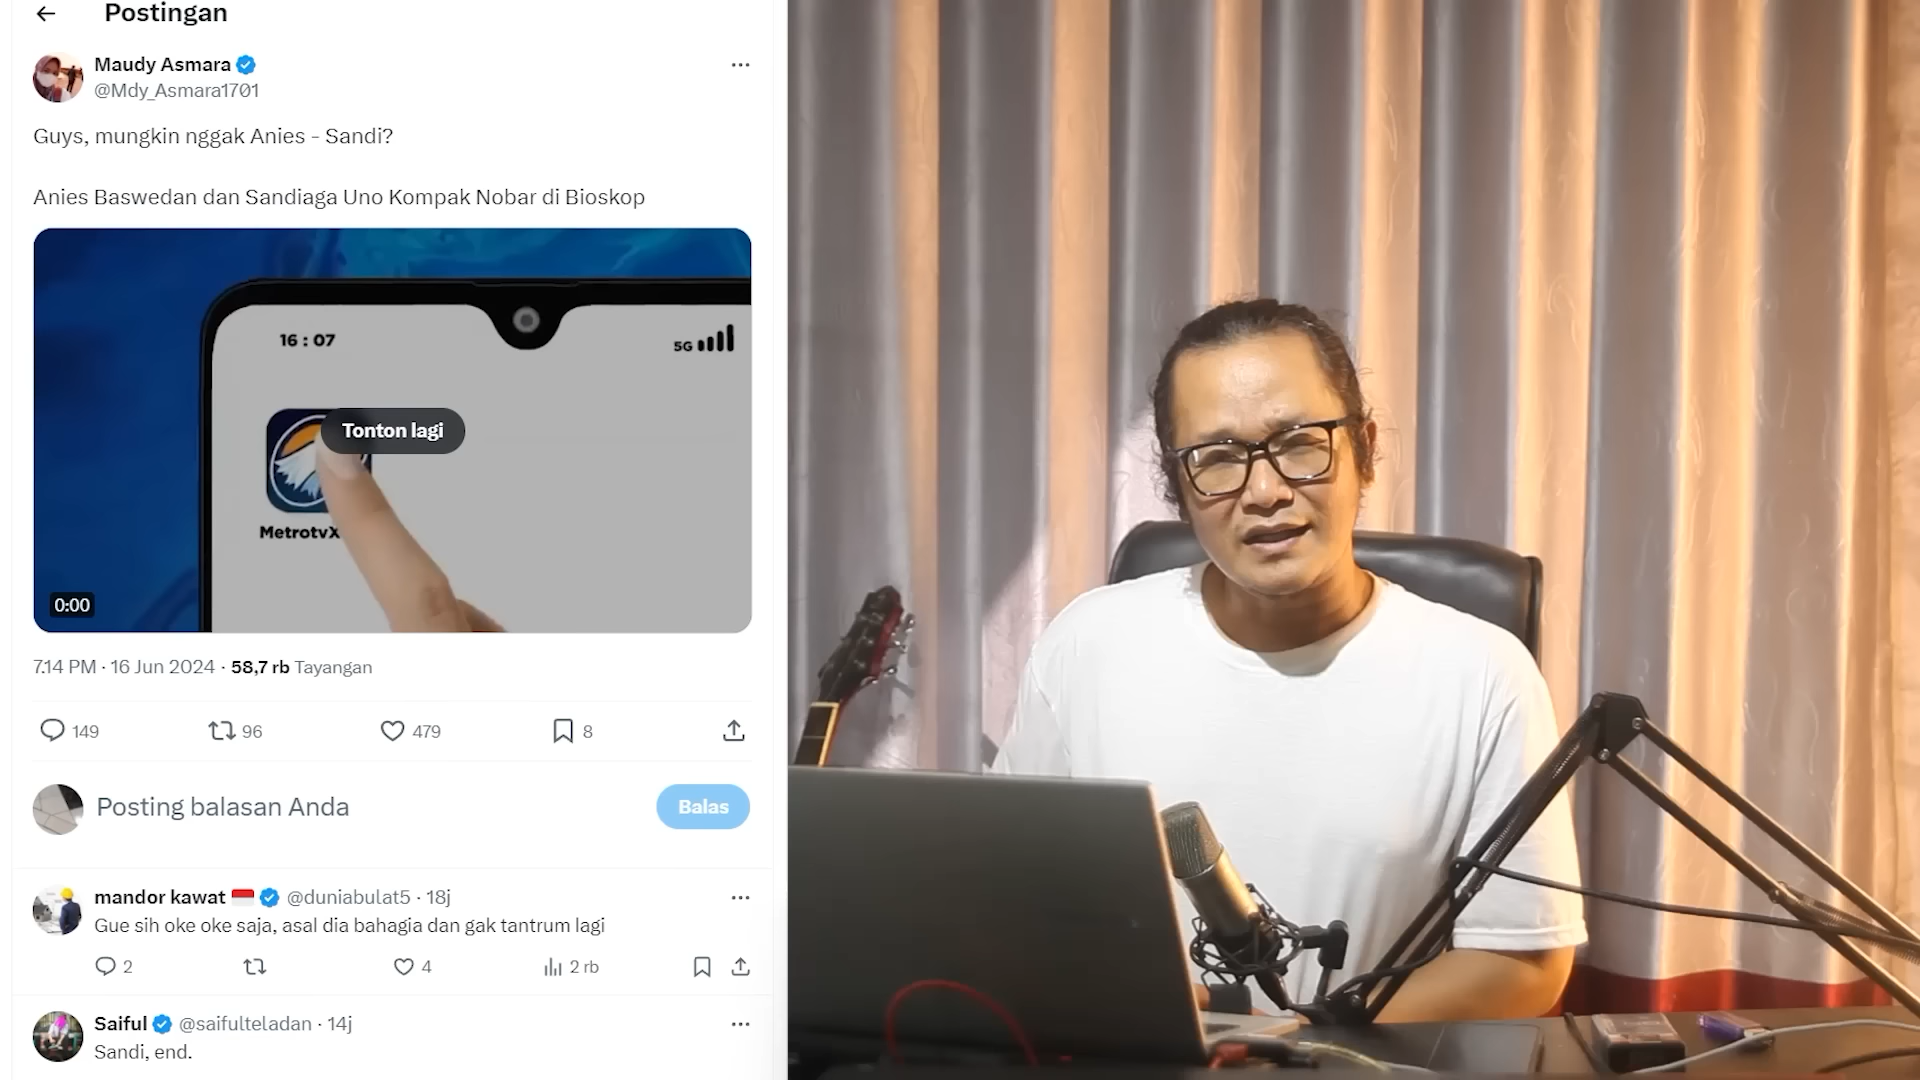 Postingan
Maudy Asmara
@Mdy_Asmara1701
Guys, mungkin nggak Anies - Sandi?
Anies Baswedan dan Sandiaga Uno Kompak Nobar di Bioskop
16 : 07
5G
Tonton lagi
MetrotvX
0:00
7.14 PM · 16 Jun 2024 · 58,7 rb Tayangan
149 96 479 8
Posting balasan Anda
Balas
mandor kawat @duniabulat5 · 18j
Gue sih oke oke saja, asal dia bahagia dan gak tantrum lagi
2 4 2 rb
Saiful @saifulteladan · 14j
Sandi, end.